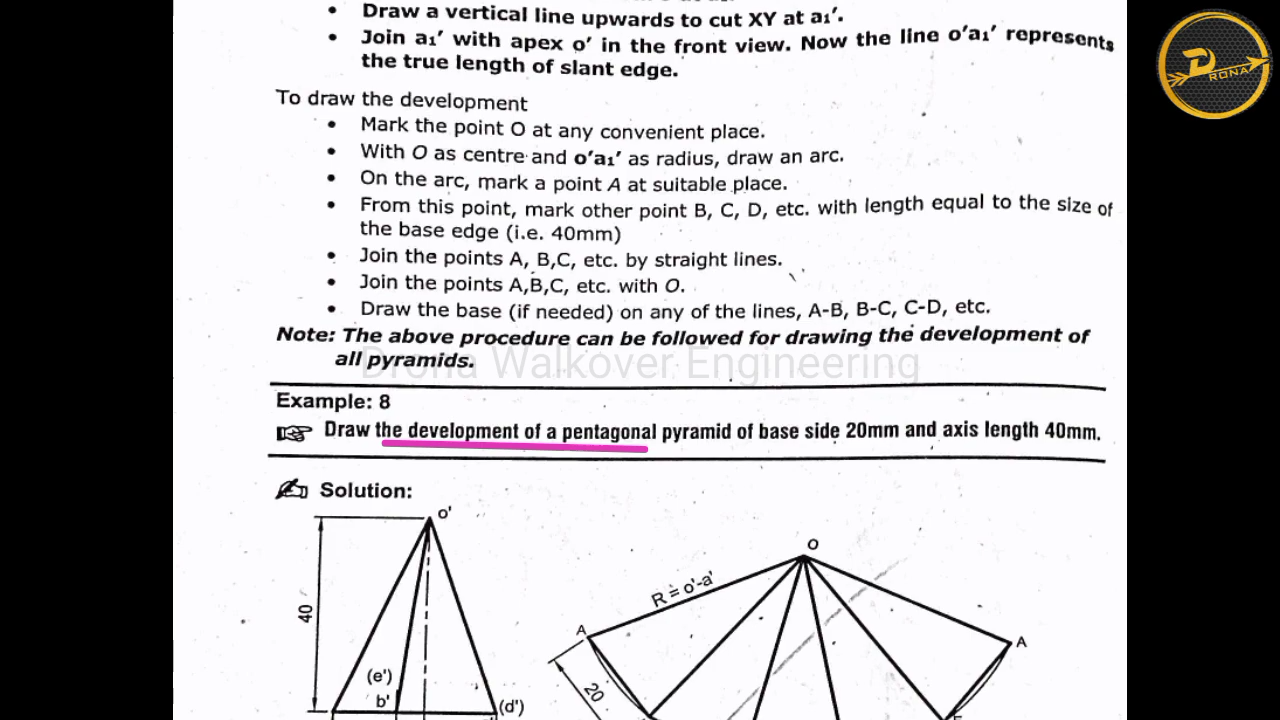 • Draw a vertical line upwards to cut XY at a₁′.
• Join a₁′ with apex o′ in the front view. Now the line o′a₁′ represents
the true length of slant edge.
To draw the development
• Mark the point O at any convenient place.
• With O as centre and o′a₁′ as radius, draw an arc.
• On the arc, mark a point A at suitable place.
• From this point, mark other point B, C, D, etc. with length equal to the size of
the base edge (i.e. 40mm)
• Join the points A, B,C, etc. by straight lines.
• Join the points A,B,C, etc. with O.
• Draw the base (if needed) on any of the lines, A-B, B-C, C-D, etc.
Note: The above procedure can be followed for drawing the development of
all pyramids.
Drona Walkover Engineering
Example: 8
Draw the development of a pentagonal pyramid of base side 20mm and axis length 40mm.
Solution:
o'
O
R = o'-a'
40
A
A
(e')
b'
(d')
20
DRONA